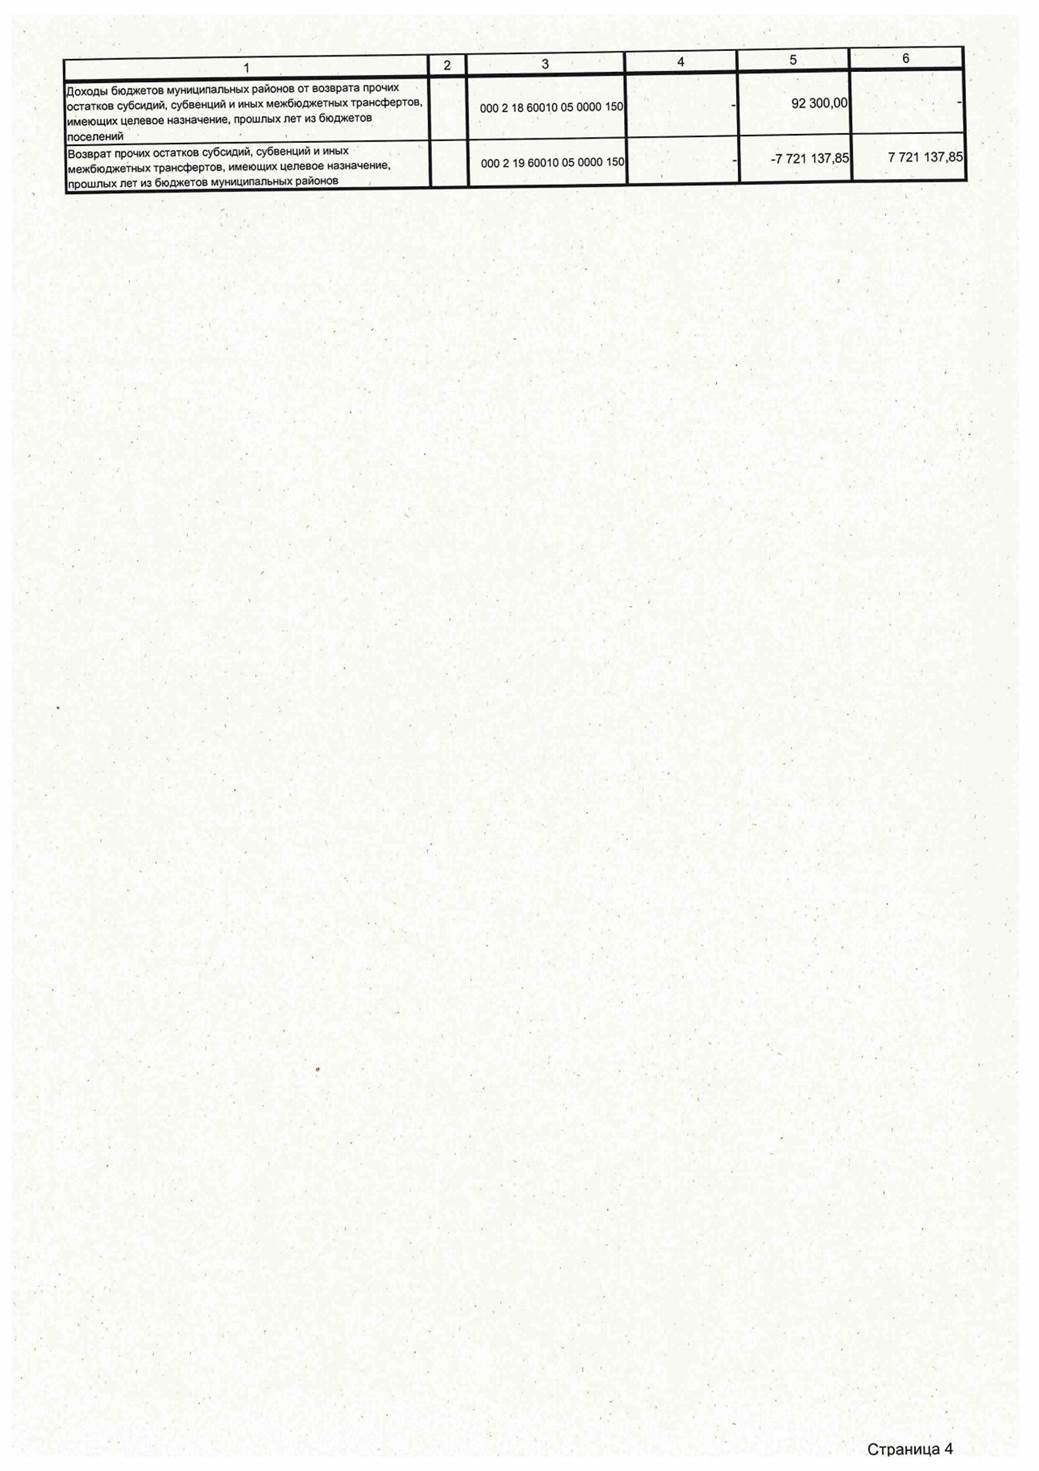 1 2 3 4 5 6
Доходы бюджетов муниципальных районов от возврата прочих
остатков субсидий, субвенций и иных межбюджетных трансфертов,
имеющих целевое назначение, прошлых лет из бюджетов
поселений
000 2 18 60010 05 0000 150 - 92 300,00 -
Возврат прочих остатков субсидий, субвенций и иных
межбюджетных трансфертов, имеющих целевое назначение,
прошлых лет из бюджетов муниципальных районов
000 2 19 60010 05 0000 150 - -7 721 137,85 7 721 137,85
Страница 4